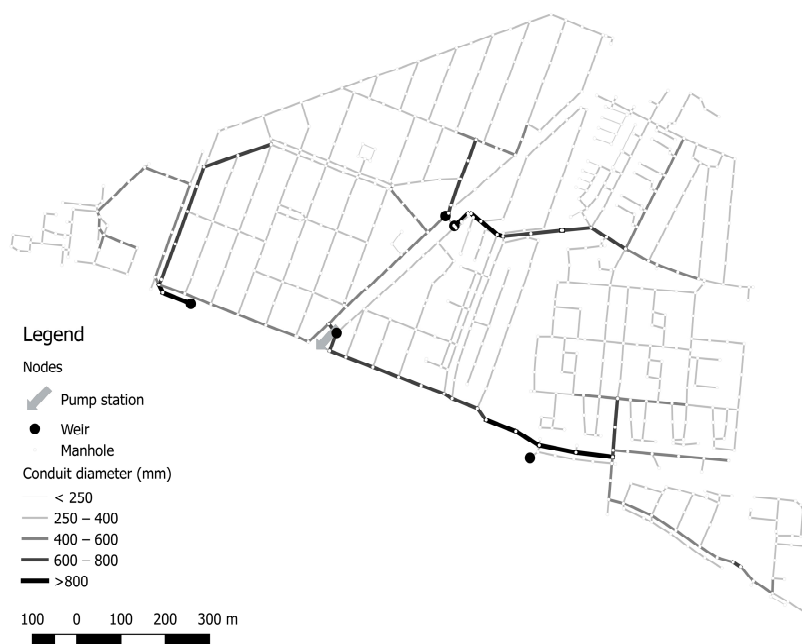 Legend
Nodes
Pump station
Weir
Manhole
Conduit diameter (mm)
< 250
250 – 400
400 – 600
600 – 800
>800
100 0 100 200 300 m